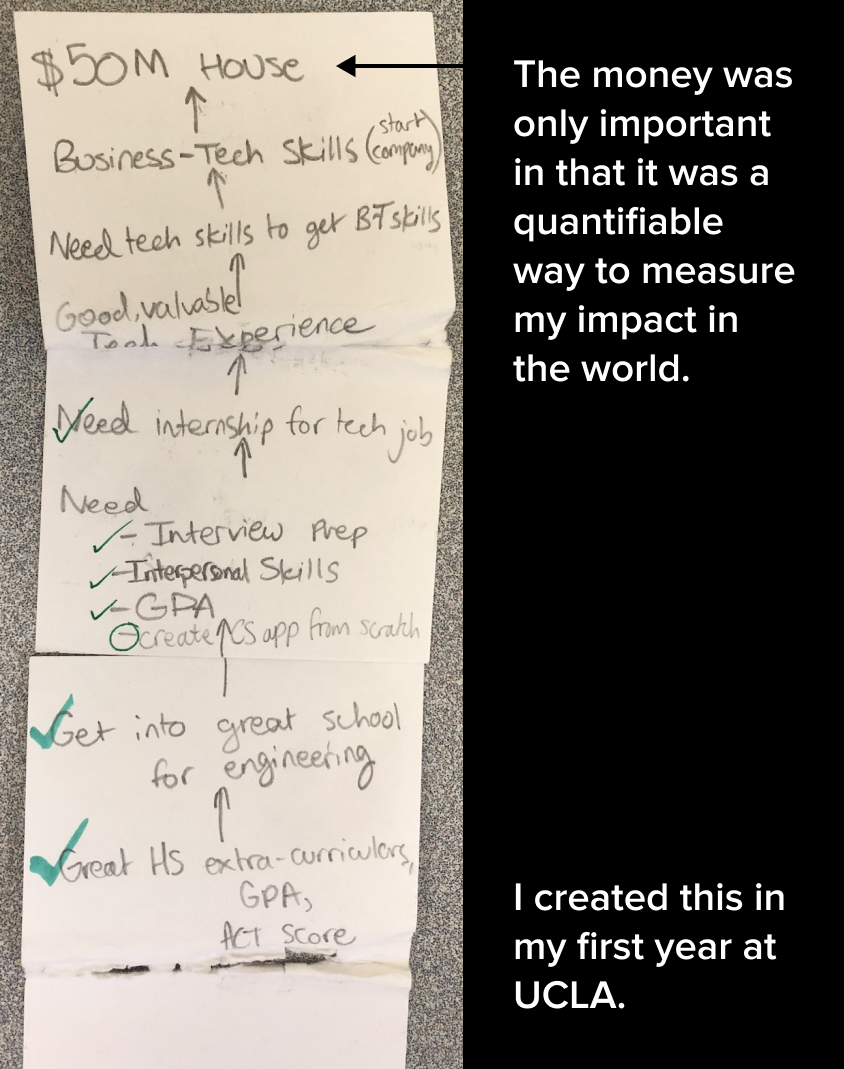 $50M HOUSE
Business-Tech Skills (start company)
Need tech skills to get BT skills
Good, valuable
Tech Experience
Need internship for tech job
Need
- Interview Prep
- Interpersonal Skills
- GPA
- create CS app from scratch
Get into great school
for engineering
Great HS extra-curriculars,
GPA,
ACT Score
The money was
only important
in that it was a
quantifiable
way to measure
my impact in
the world.
I created this in
my first year at
UCLA.